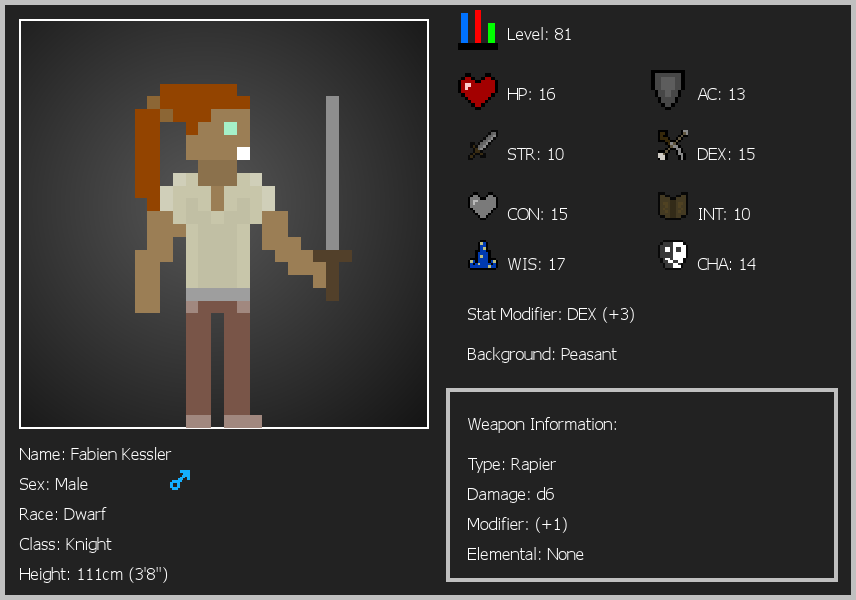 Level: 81
HP: 16
AC: 13
STR: 10
DEX: 15
CON: 15
INT: 10
WIS: 17
CHA: 14
Stat Modifier: DEX (+3)
Background: Peasant
Weapon Information:
Type: Rapier
Damage: d6
Modifier: (+1)
Elemental: None
Name: Fabien Kessler
Sex: Male
Race: Dwarf
Class: Knight
Height: 111cm (3'8")